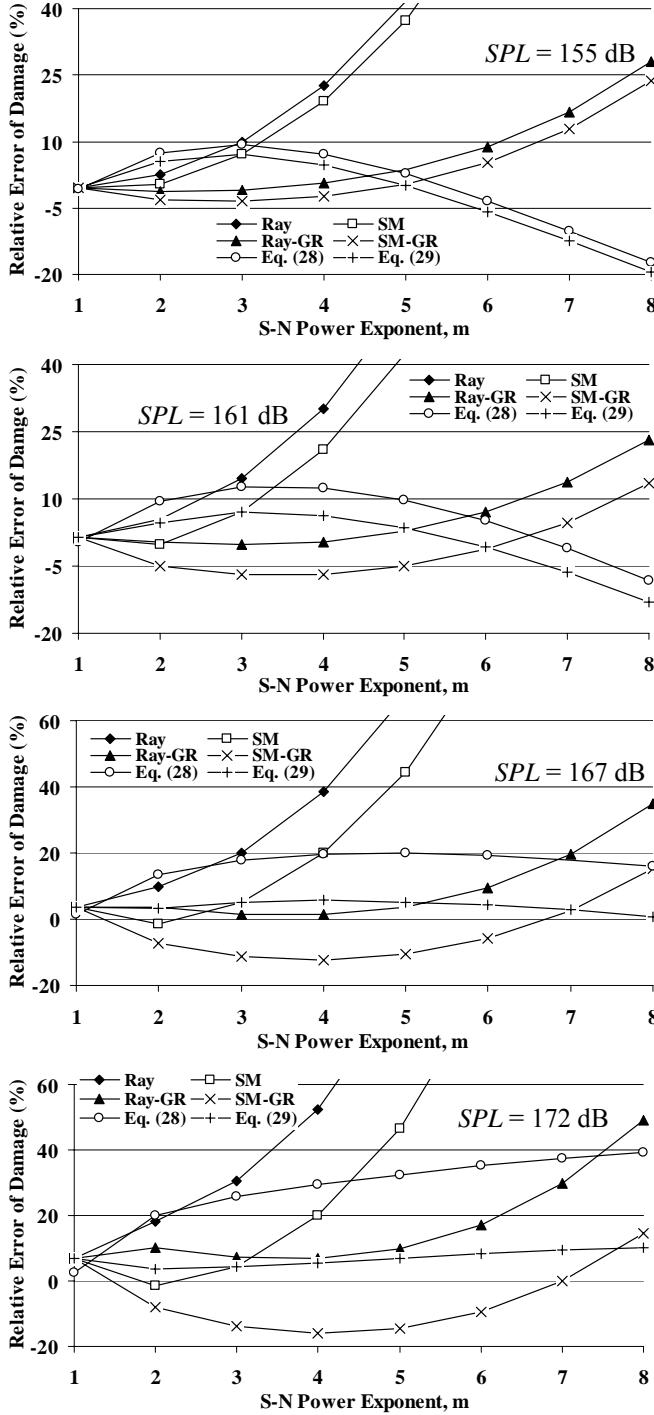 40
25
10
-5
-20
Relative Error of Damage (%)
SPL = 155 dB
Ray SM
Ray-GR SM-GR
Eq. (28) Eq. (29)
1 2 3 4 5 6 7 8
S-N Power Exponent, m
40
25
10
-5
-20
Relative Error of Damge (%)
SPL = 161 dB
Ray SM
Ray-GR SM-GR
Eq. (28) Eq. (29)
1 2 3 4 5 6 7 8
S-N Power Exponent, m
60
40
20
0
-20
Relative Error of Damage (%)
Ray SM
Ray-GR SM-GR
Eq. (28) Eq. (29)
SPL = 167 dB
1 2 3 4 5 6 7 8
S-N Power Exponent, m
60
40
20
0
-20
Relative Error of Damage (%)
Ray SM
Ray-GR SM-GR
Eq. (28) Eq. (29)
SPL = 172 dB
1 2 3 4 5 6 7 8
S-N Power Exponent, m